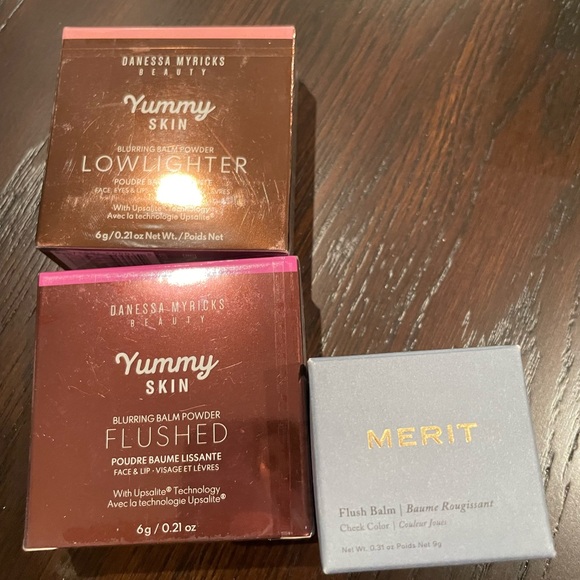 DANESSA MYRICKS
BEAUTY
Yummy
SKIN
BLURRING BALM POWDER
LOWLIGHTER
POUDRE
FACE, EYES & LIP
With Upsalite Technology
Avec la technologie Upsalite
6g/0.21 oz Net Wt./Poids Net
DANESSA MYRICKS
BEAUTY
Yummy
SKIN
BLURRING BALM POWDER
FLUSHED
POUDRE BAUME LISSANTE
FACE & LIP - VISAGE ET LÈVRES
With Upsalite® Technology
Avec la technologie Upsalite®
6g / 0.21 oz
MERIT
Flush Balm | Baume Rougissant
Cheek Color | Couleur Joues
Net Wt. 0.31 oz Poids Net 9g